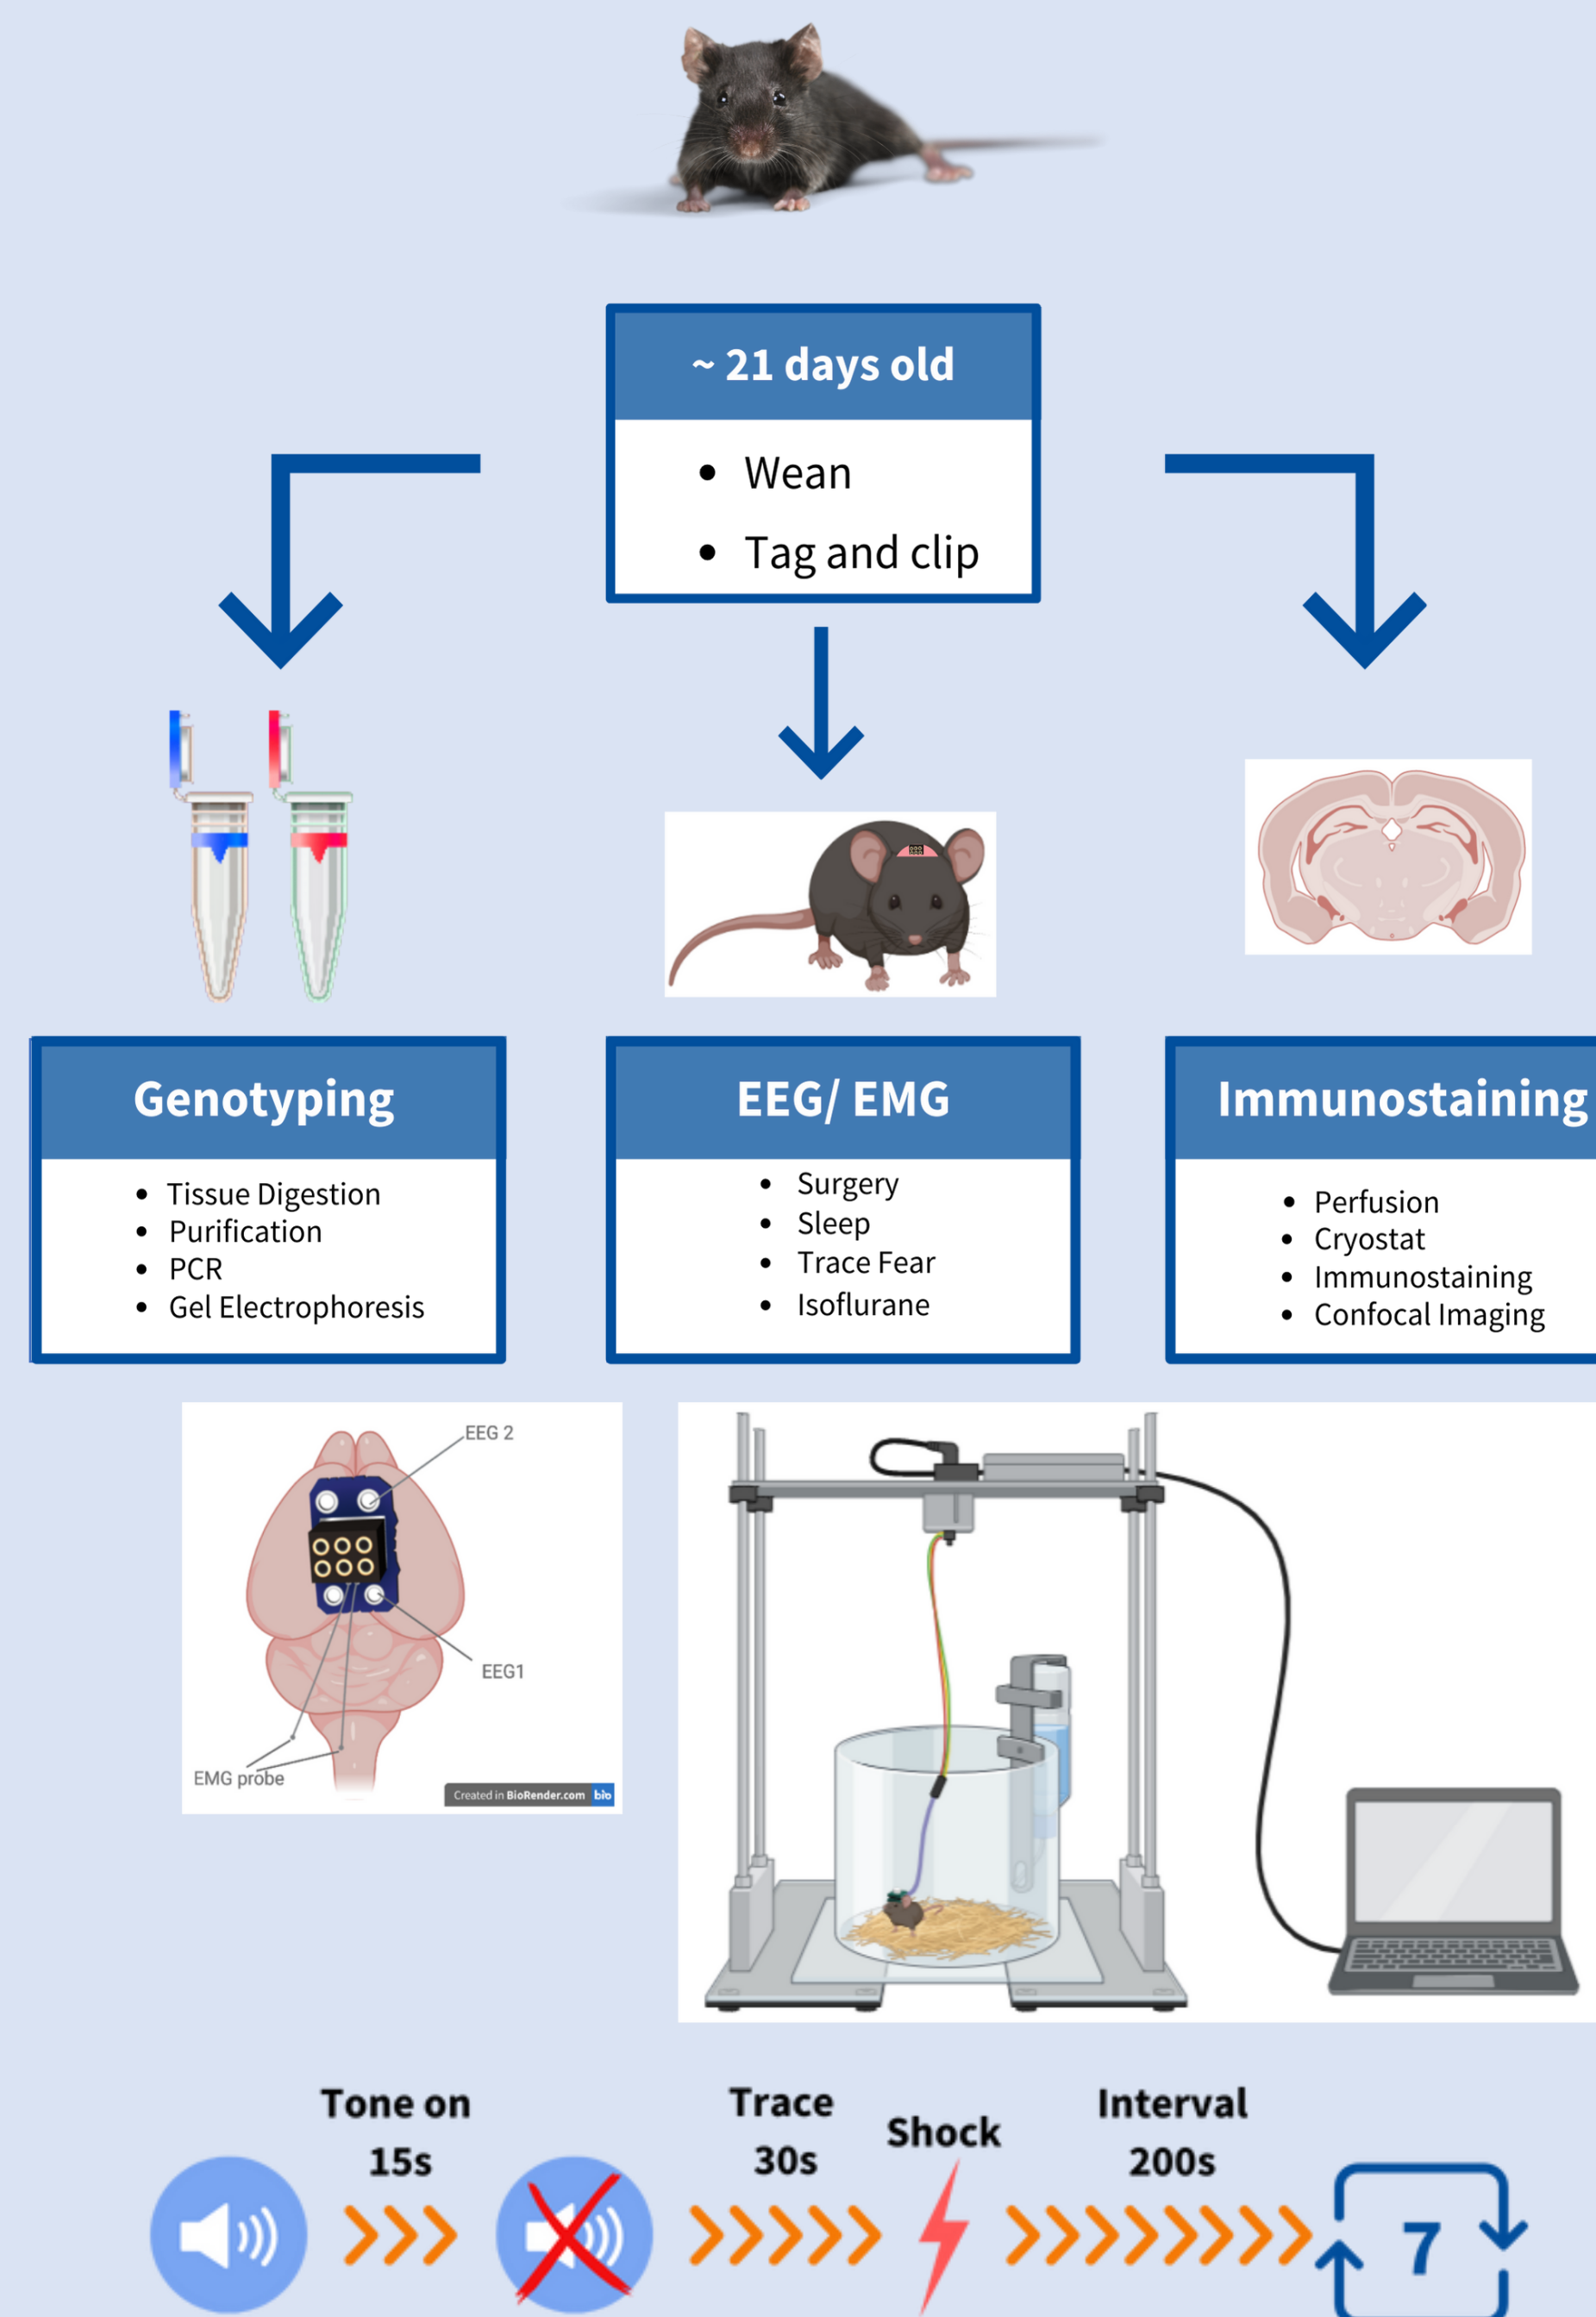 ~ 21 days old
• Wean
• Tag and clip
Genotyping
• Tissue Digestion
• Purification
• PCR
• Gel Electrophoresis
EEG/ EMG
• Surgery
• Sleep
• Trace Fear
• Isoflurane
Immunostaining
• Perfusion
• Cryostat
• Immunostaining
• Confocal Imaging
EEG 2
EEG1
EMG probe
Created in BioRender.com bio
Tone on
15s
Trace
30s
Shock
Interval
200s
7